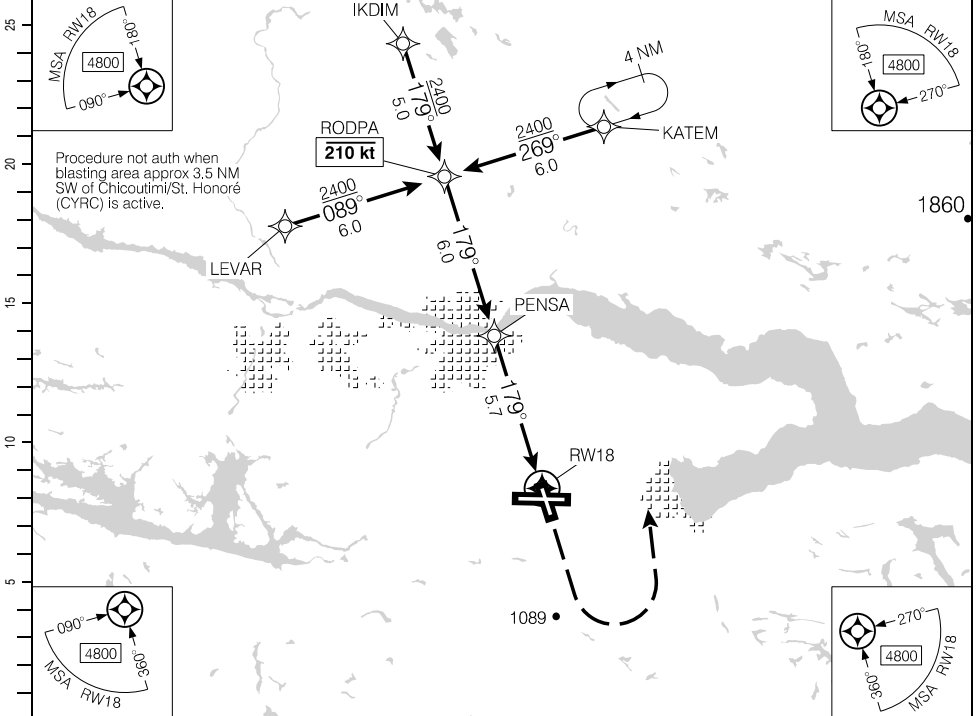 25
20
15
10
5
MSA RW18
180°
4800
090°
IKDIM
2400
179°
5.0
4 NM
KATEM
2400
269°
6.0
MSA RW18
180°
4800
270°
RODPA
210 kt
Procedure not auth when
blasting area approx 3.5 NM
SW of Chicoutimi/St. Honoré
(CYRC) is active.
2400
089°
6.0
LEVAR
1860
179°
6.0
PENSA
179°
5.7
RW18
1089
090°
4800
360°
MSA RW18
270°
4800
360°
MSA RW18